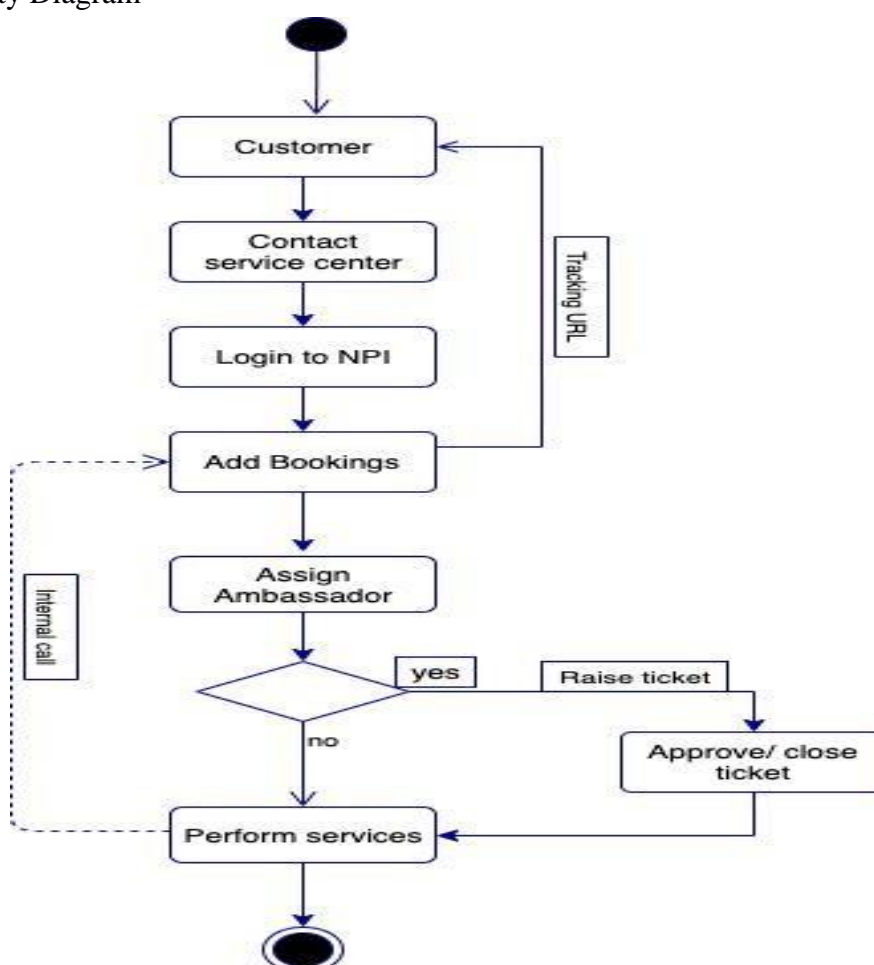 ty Diagram
Customer
Contact
service center
Tracking URL
Login to NPI
Add Bookings
Assign
Ambassador
Internal call
yes
Raise ticket
no
Approve/ close
ticket
Perform services